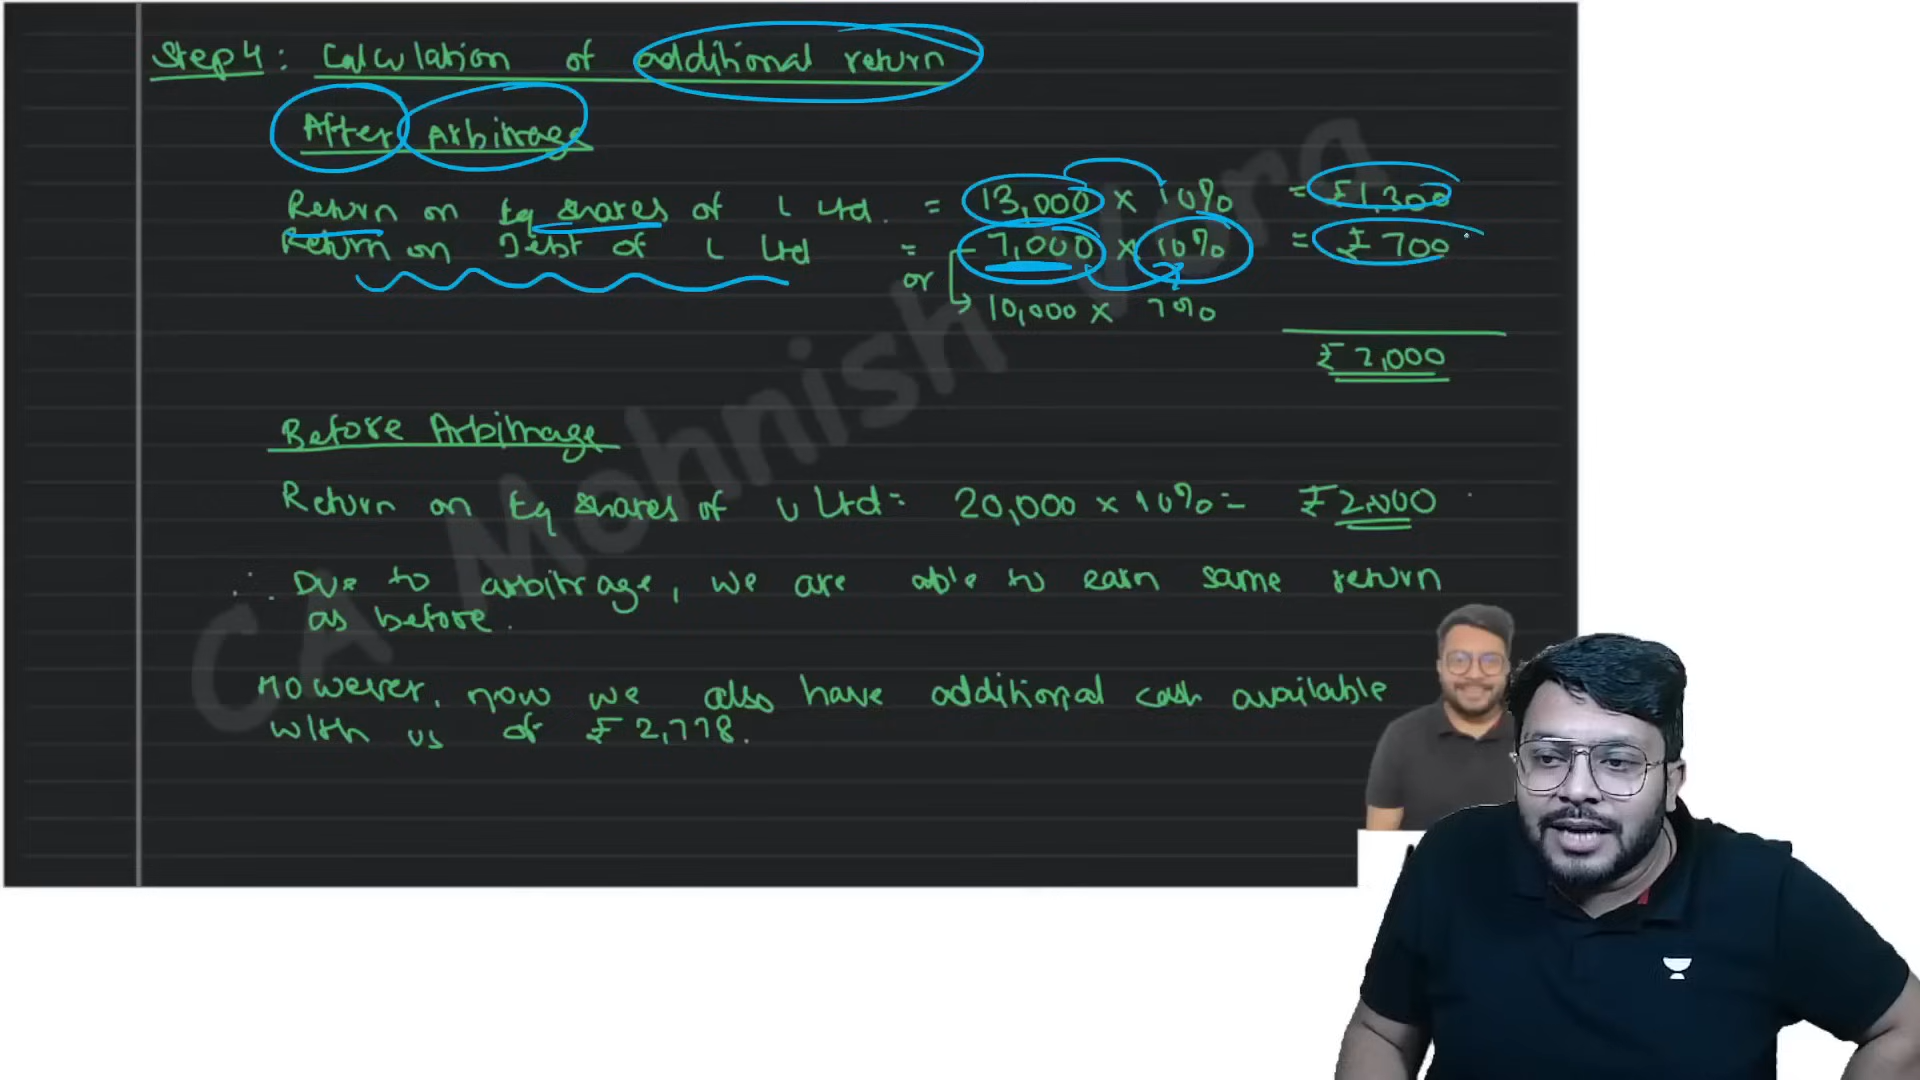 Step 4: Calculation of additional return
After Arbitrage
Return on Eq shares of L Ltd. = 13,000 × 10% = ₹1,300
Return on Debt of L Ltd = 7,000 × 10% = ₹ 700
or 10,000 × 7%
₹ 2,000
Before Arbitrage
Return on Eq shares of U Ltd = 20,000 × 10% = ₹2,000
∴ Due to arbitrage, we are able to earn same return
as before.
However, now we also have additional cash available
with us of ₹ 2,778.
CA Mohnish Vora